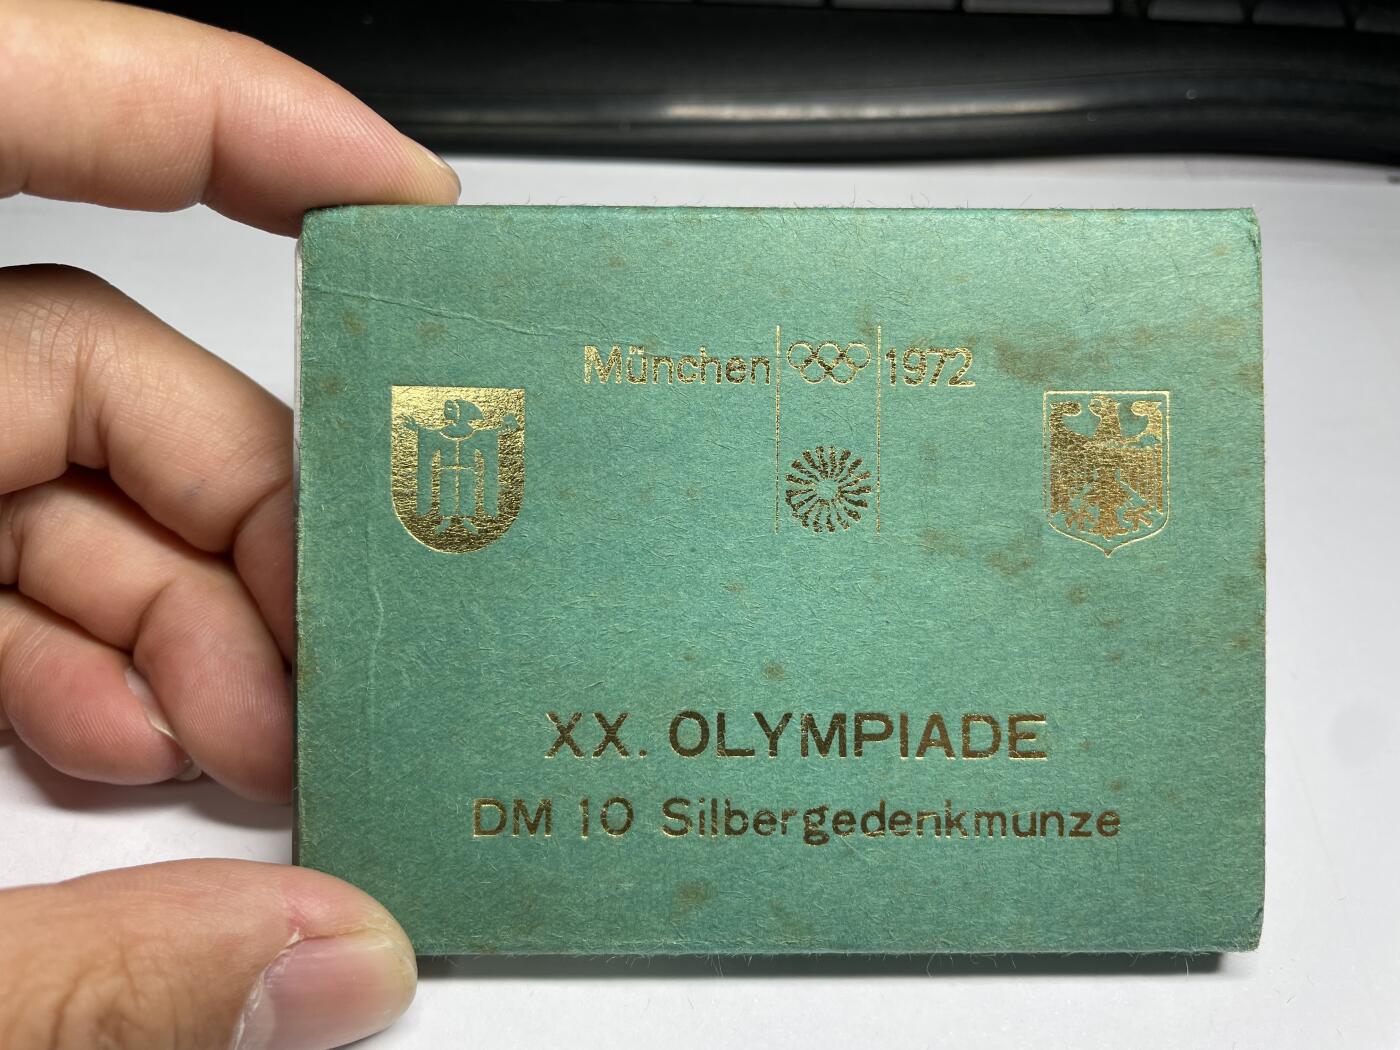 München 1972
XX. OLYMPIADE
DM 10 Silbergedenkmunze